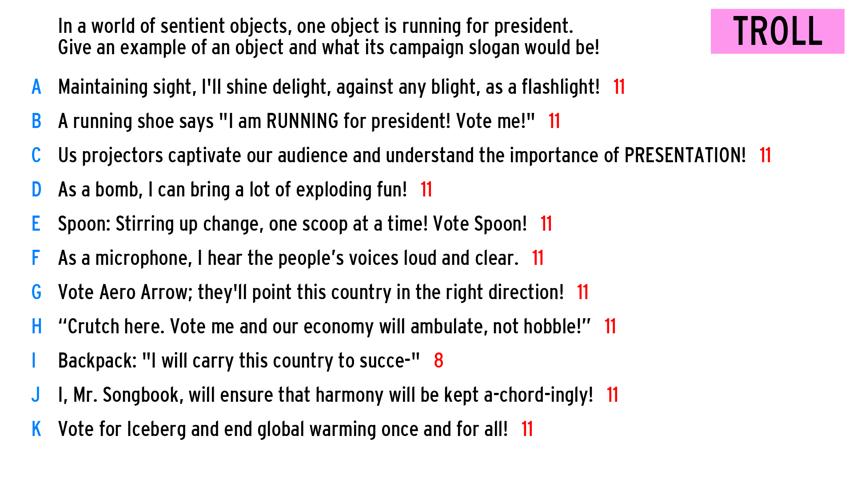 In a world of sentient objects, one object is running for president.
Give an example of an object and what its campaign slogan would be!
TROLL
A Maintaining sight, I'll shine delight, against any blight, as a flashlight! 11
B A running shoe says "I am RUNNING for president! Vote me!" 11
C Us projectors captivate our audience and understand the importance of PRESENTATION! 11
D As a bomb, I can bring a lot of exploding fun! 11
E Spoon: Stirring up change, one scoop at a time! Vote Spoon! 11
F As a microphone, I hear the people’s voices loud and clear. 11
G Vote Aero Arrow; they'll point this country in the right direction! 11
H “Crutch here. Vote me and our economy will ambulate, not hobble!” 11
I Backpack: "I will carry this country to succe-" 8
J I, Mr. Songbook, will ensure that harmony will be kept a-chord-ingly! 11
K Vote for Iceberg and end global warming once and for all! 11